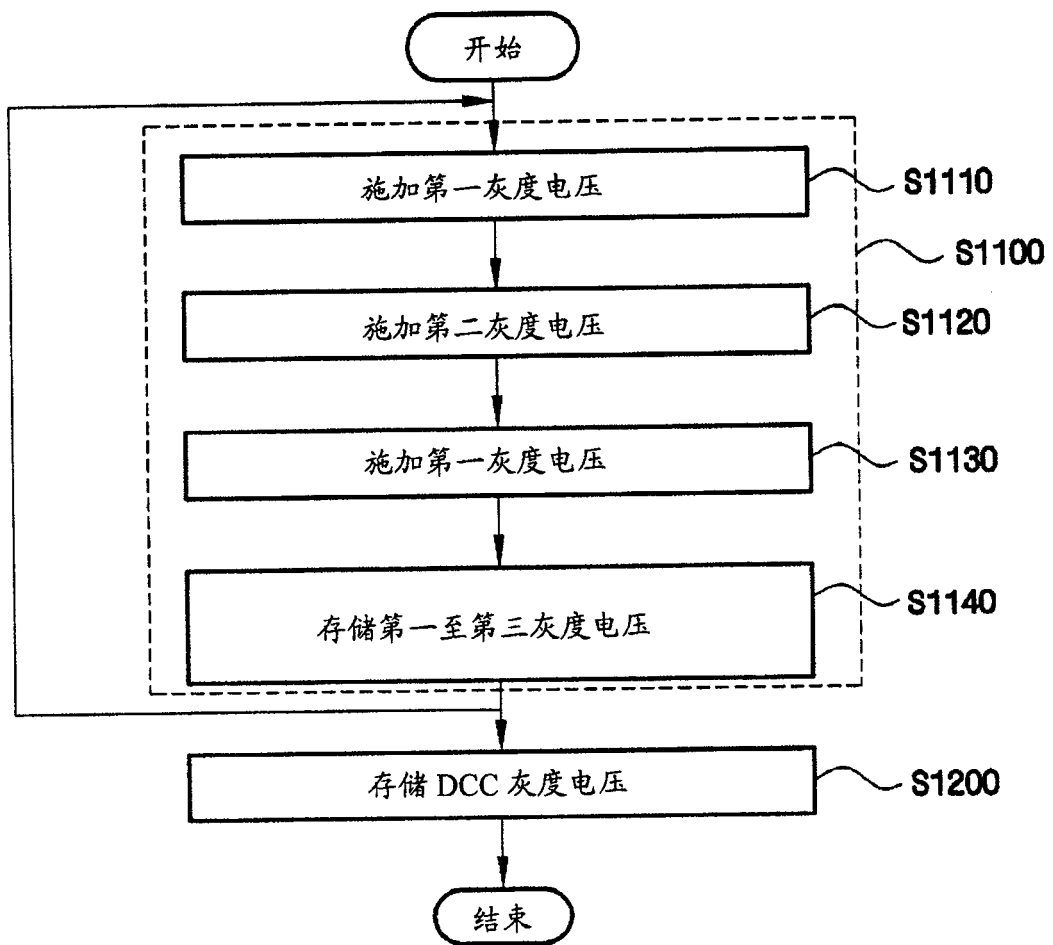 开始
施加第一灰度电压
S1110
S1100
施加第二灰度电压
S1120
施加第一灰度电压
S1130
存储第一至第三灰度电压
S1140
存储 DCC 灰度电压
S1200
结束